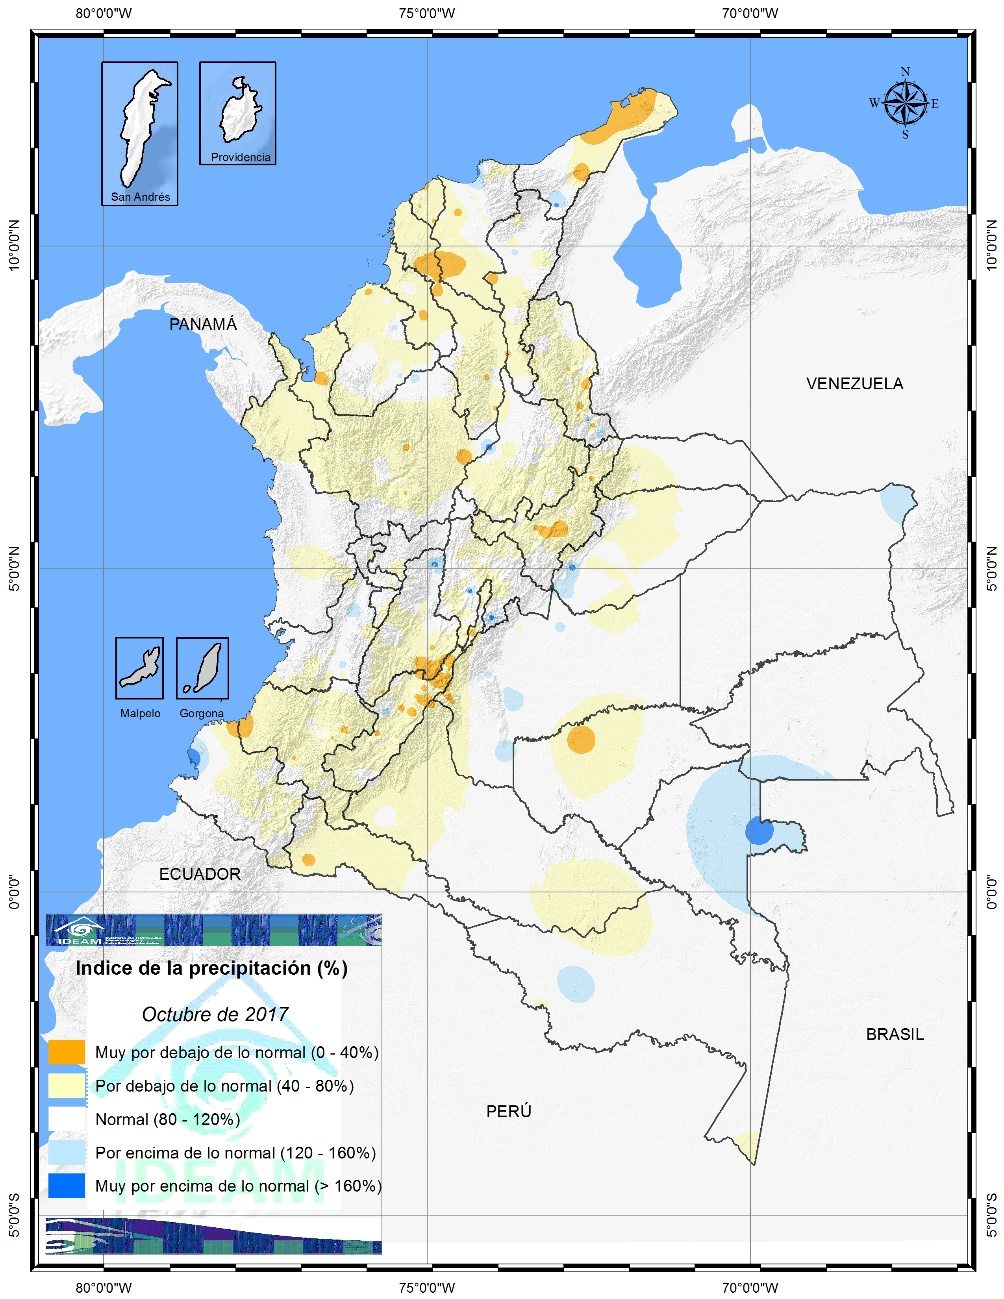 80°0'0"W 75°0'0"W 70°0'0"W
10°0'0"N
10°0'0"N
5°0'0"N
5°0'0"N
0°0'0"
0°0'0"
5°0'0"S
5°0'0"S
N
W E
S
San Andrés
Providencia
PANAMÁ
VENEZUELA
Malpelo
Gorgona
ECUADOR
BRASIL
PERÚ
IDEAM
Indice de la precipitación (%)
Octubre de 2017
Muy por debajo de lo normal (0 - 40%)
Por debajo de lo normal (40 - 80%)
Normal (80 - 120%)
Por encima de lo normal (120 - 160%)
Muy por encima de lo normal (> 160%)
IDEAM
80°0'0"W 75°0'0"W 70°0'0"W